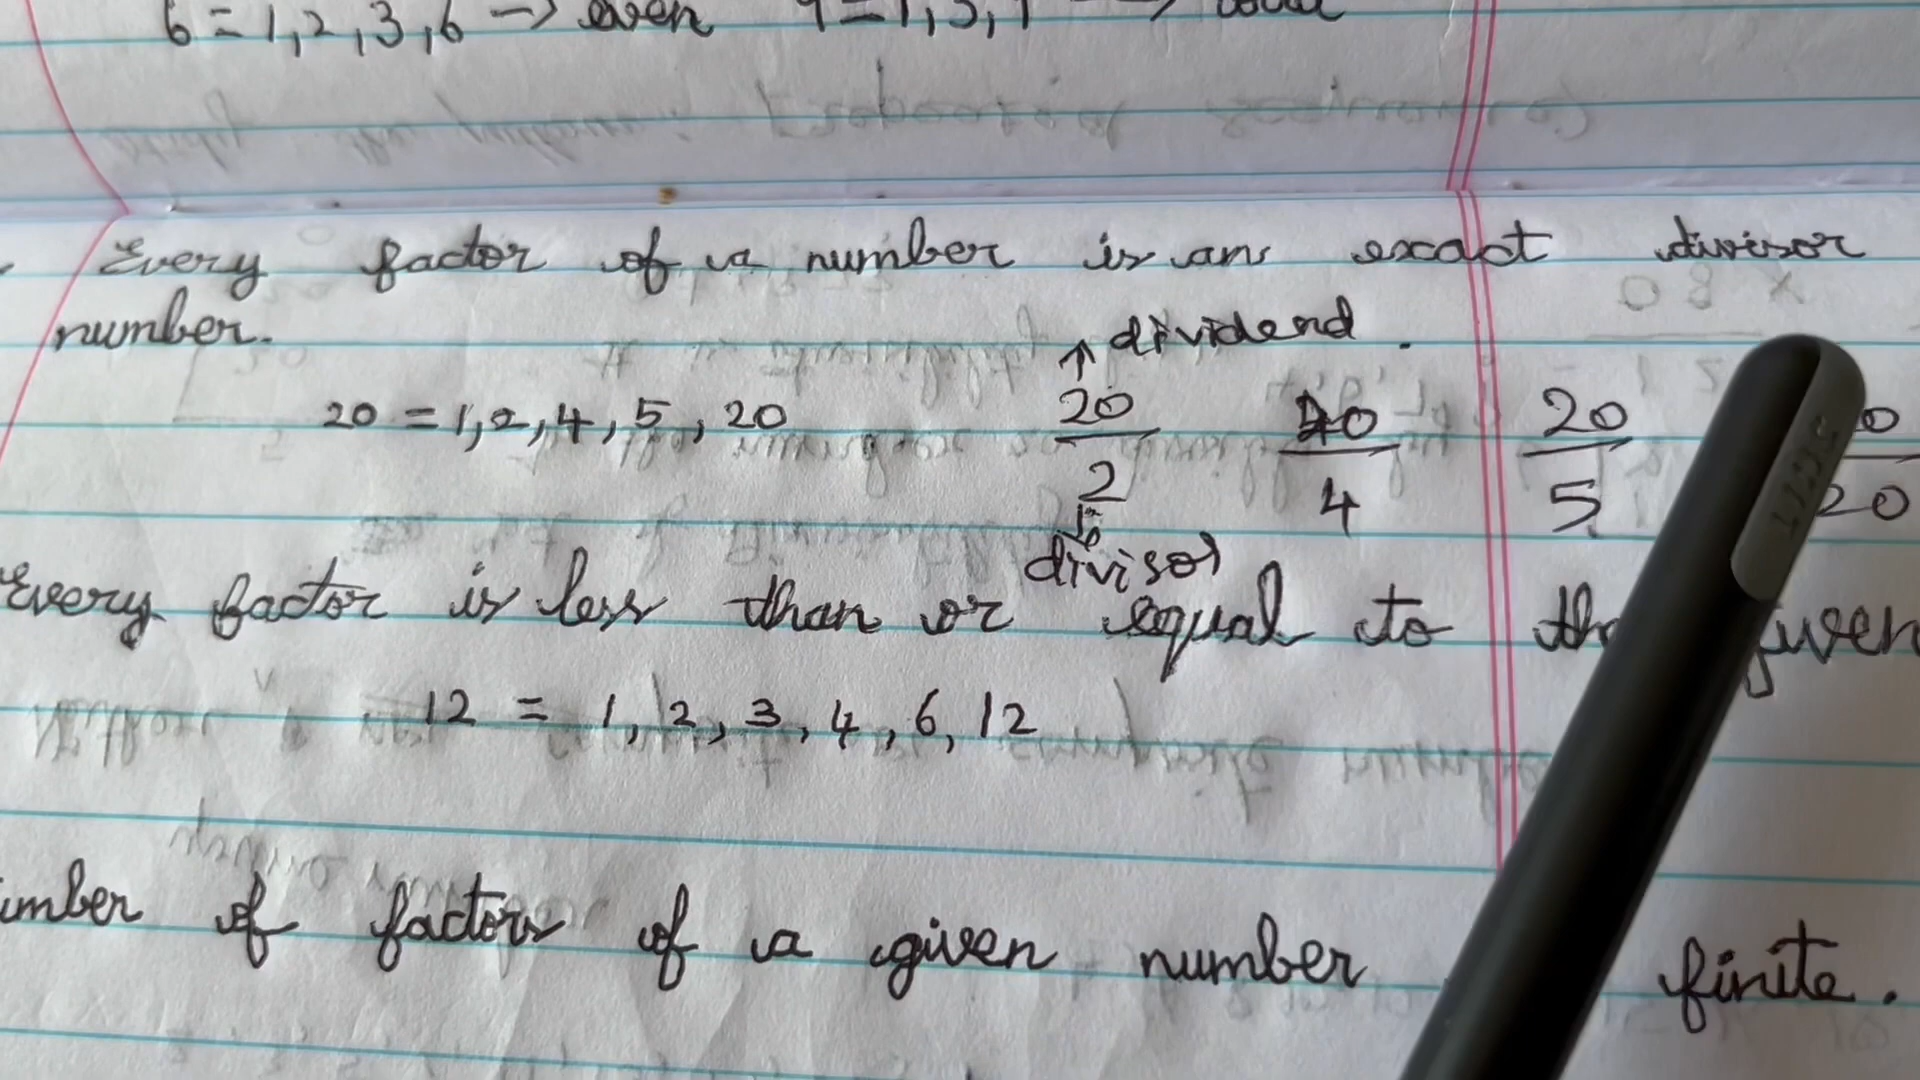 6 = 1,2,3,6 → even
Every factor of a number is an exact divisor
number.
dividend.
20 = 1,2,4,5,20 20/2 20/4 20/5 20
divisor
Every factor is less than or equal to given
12 = 1, 2, 3, 4, 6, 12
of factors of a given number finite.